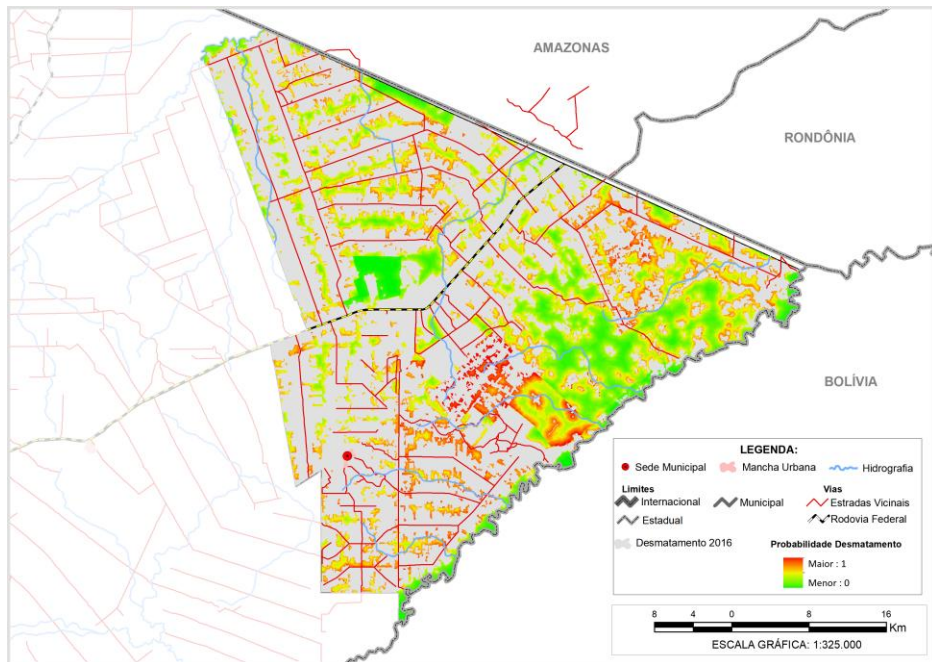 AMAZONAS
RONDÔNIA
BOLÍVIA
LEGENDA:
Sede Municipal Mancha Urbana Hidrografia
Limites Vias
Internacional Municipal Estradas Vicinais
Estadual Rodovia Federal
Desmatamento 2016 Probabilidade Desmatamento
Maior : 1
Menor : 0
8 4 0 8 16
Km
ESCALA GRÁFICA: 1:325.000